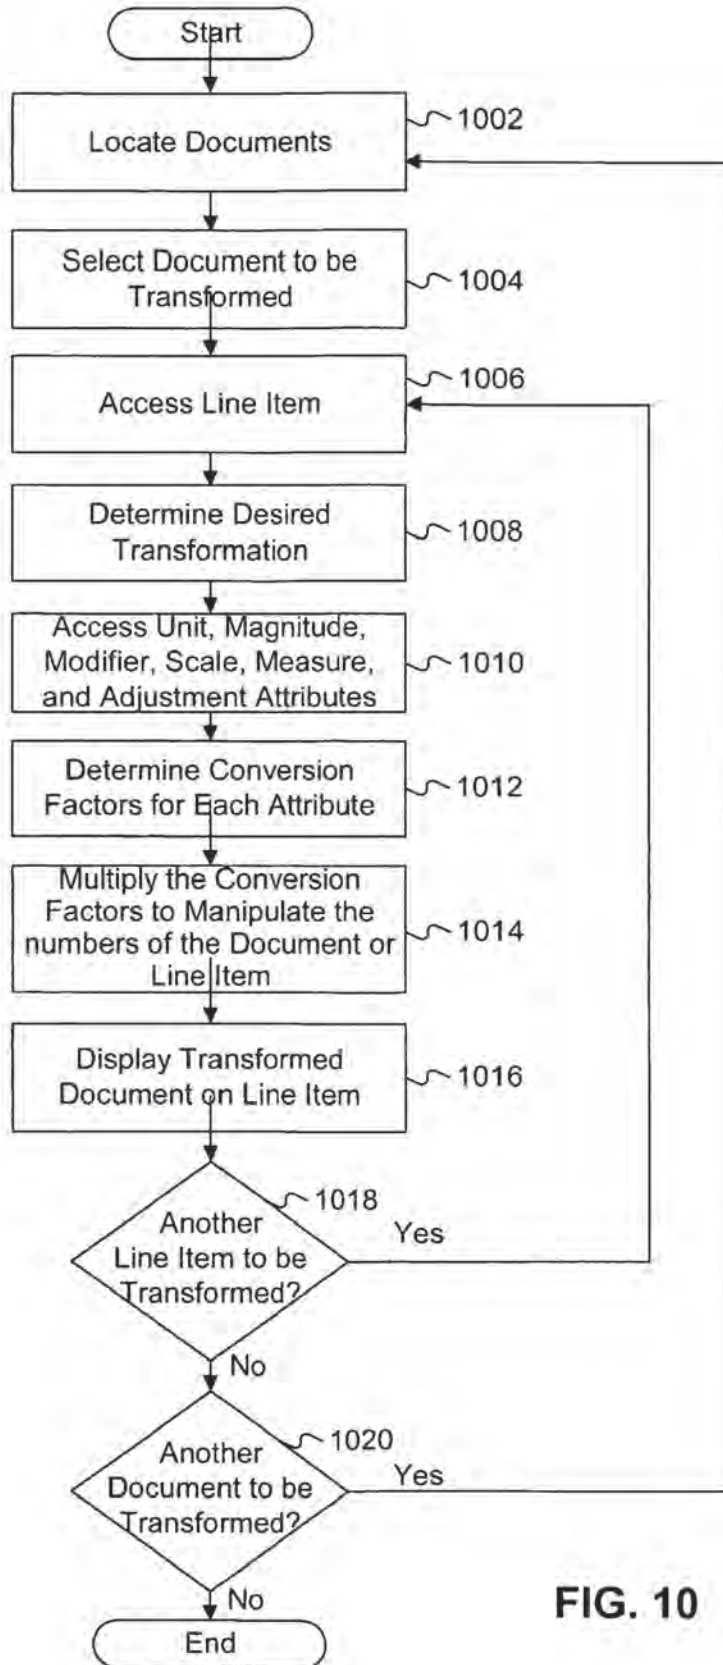 Start
Locate Documents
1002
Select Document to be
Transformed
1004
Access Line Item
1006
Determine Desired
Transformation
1008
Access Unit, Magnitude,
Modifier, Scale, Measure,
and Adjustment Attributes
1010
Determine Conversion
Factors for Each Attribute
1012
Multiply the Conversion
Factors to Manipulate the
numbers of the Document or
Line Item
1014
Display Transformed
Document on Line Item
1016
1018
Another
Line Item to be
Transformed?
Yes
No
1020
Another
Document to be
Transformed?
Yes
No
End
FIG. 10